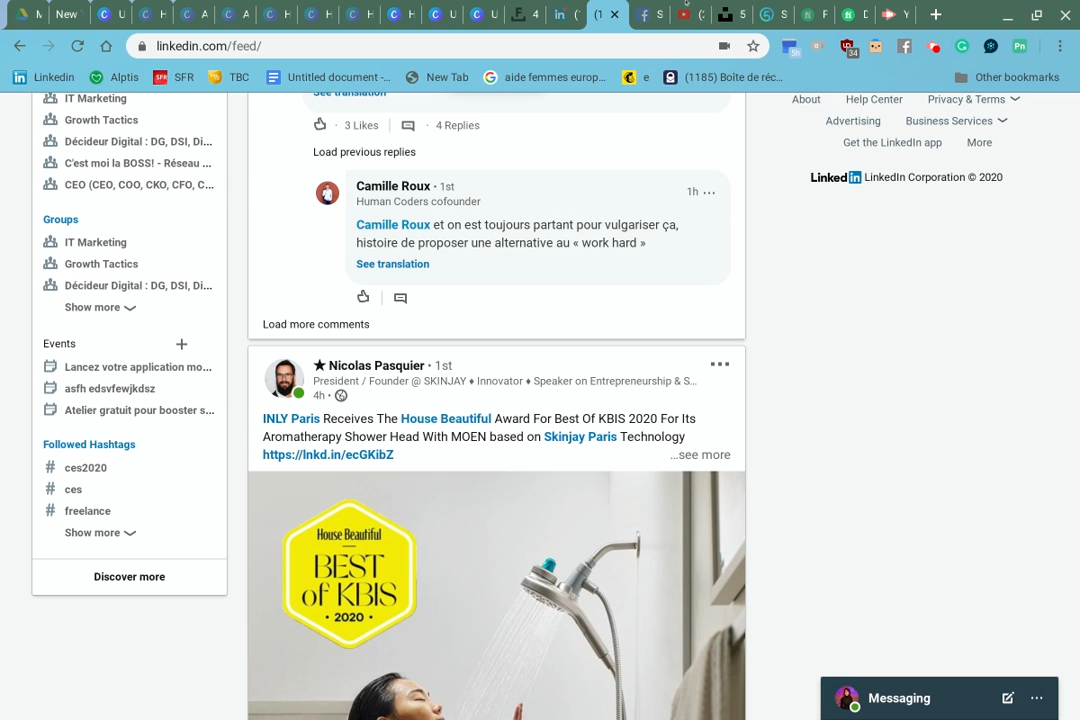 M
New
U
H
A
A
H
H
H
H
U
U
4
(
(1
S
(
5
S
F
D
Y
linkedin.com/feed/
5h
34
Pn
Linkedin
Alptis
SFR
SFR
TBC
Untitled document -...
New Tab
aide femmes europ...
e
(1185) Boîte de réc...
Other bookmarks
IT Marketing
Growth Tactics
Décideur Digital : DG, DSI, Di...
C'est moi la BOSS! - Réseau ...
CEO (CEO, COO, CKO, CFO, C...
Groups
IT Marketing
Growth Tactics
Décideur Digital : DG, DSI, Di...
Show more
Events
Lancez votre application mo...
asfh edsvfewjkdsz
Atelier gratuit pour booster s...
Followed Hashtags
# ces2020
# ces
# freelance
Show more
Discover more
See translation
· 3 Likes · 4 Replies
Load previous replies
Camille Roux • 1st
1h ...
Human Coders cofounder
Camille Roux et on est toujours partant pour vulgariser ça,
histoire de proposer une alternative au « work hard »
See translation
Load more comments
★ Nicolas Pasquier • 1st
President / Founder @ SKINJAY ♦ Innovator ♦ Speaker on Entrepreneurship & S...
4h •
INLY Paris Receives The House Beautiful Award For Best Of KBIS 2020 For Its
Aromatherapy Shower Head With MOEN based on Skinjay Paris Technology
https://lnkd.in/ecGKibZ
...see more
House Beautiful
BEST
of KBIS
• 2020 •
About Help Center Privacy & Terms
Advertising Business Services
Get the LinkedIn app More
LinkedIn LinkedIn Corporation © 2020
Messaging